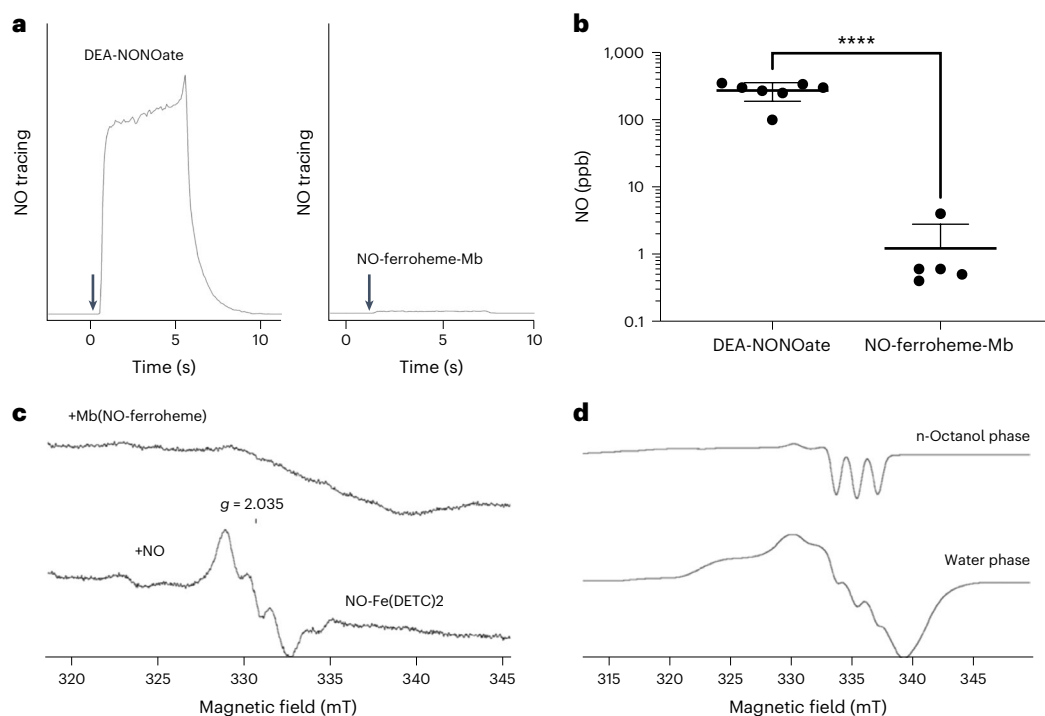 a
DEA-NONOate
NO tracing
0 5 10
Time (s)
NO tracing
NO-ferroheme-Mb
0 5 10
Time (s)
b
****
1,000
100
10
1
0.1
NO (ppb)
DEA-NONOate NO-ferroheme-Mb
c
+Mb(NO-ferroheme)
g = 2.035
+NO
NO-Fe(DETC)2
320 325 330 335 340 345
Magnetic field (mT)
d
n-Octanol phase
Water phase
315 320 325 330 335 340 345
Magnetic field (mT)